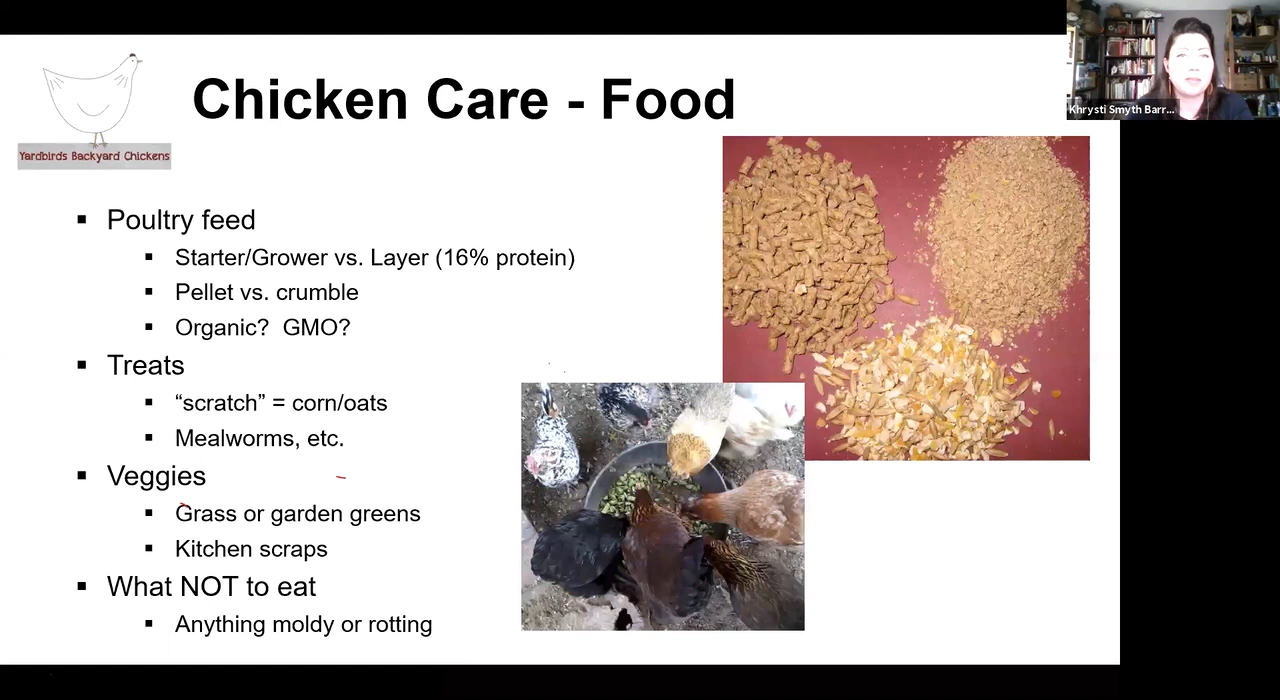 Chicken Care - Food
Yardbirds Backyard Chickens
Khrysti Smyth Barr...
Poultry feed
Starter/Grower vs. Layer (16% protein)
Pellet vs. crumble
Organic?  GMO?
Treats
“scratch” = corn/oats
Mealworms, etc.
Veggies
Grass or garden greens
Kitchen scraps
What NOT to eat
Anything moldy or rotting